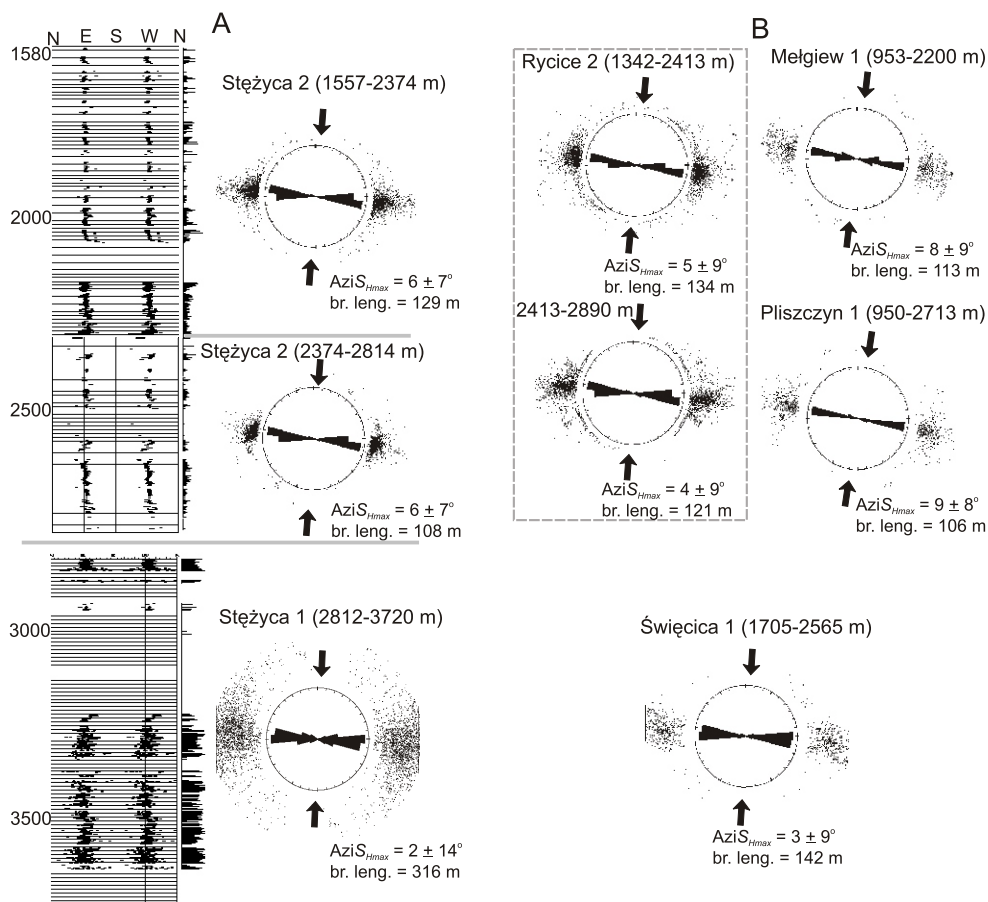 A
B
N E S W N
1580
2000
2500
3000
3500
Stężyca 2 (1557-2374 m)
AziSHmax = 6 ± 7°
br. leng. = 129 m
Stężyca 2 (2374-2814 m)
AziSHmax = 6 ± 7°
br. leng. = 108 m
Stężyca 1 (2812-3720 m)
AziSHmax = 2 ± 14°
br. leng. = 316 m
Rycice 2 (1342-2413 m)
AziSHmax = 5 ± 9°
br. leng. = 134 m
2413-2890 m
AziSHmax = 4 ± 9°
br. leng. = 121 m
Mełgiew 1 (953-2200 m)
AziSHmax = 8 ± 9°
br. leng. = 113 m
Pliszczyn 1 (950-2713 m)
AziSHmax = 9 ± 8°
br. leng. = 106 m
Święcica 1 (1705-2565 m)
AziSHmax = 3 ± 9°
br. leng. = 142 m